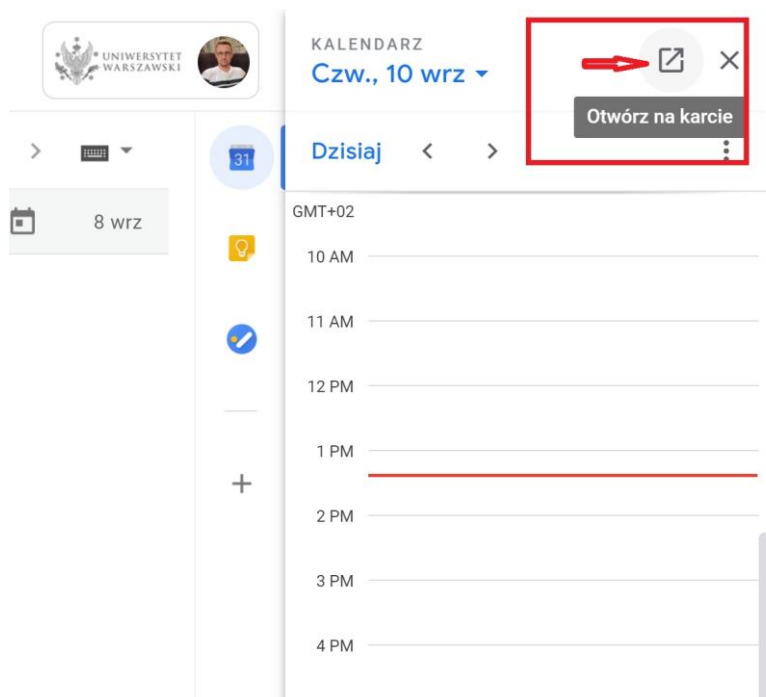 UNIWERSYTET
WARSZAWSKI
KALENDARZ
Czw., 10 wrz
Otwórz na karcie
31
Dzisiaj
8 wrz
GMT+02
10 AM
11 AM
12 PM
1 PM
2 PM
3 PM
4 PM